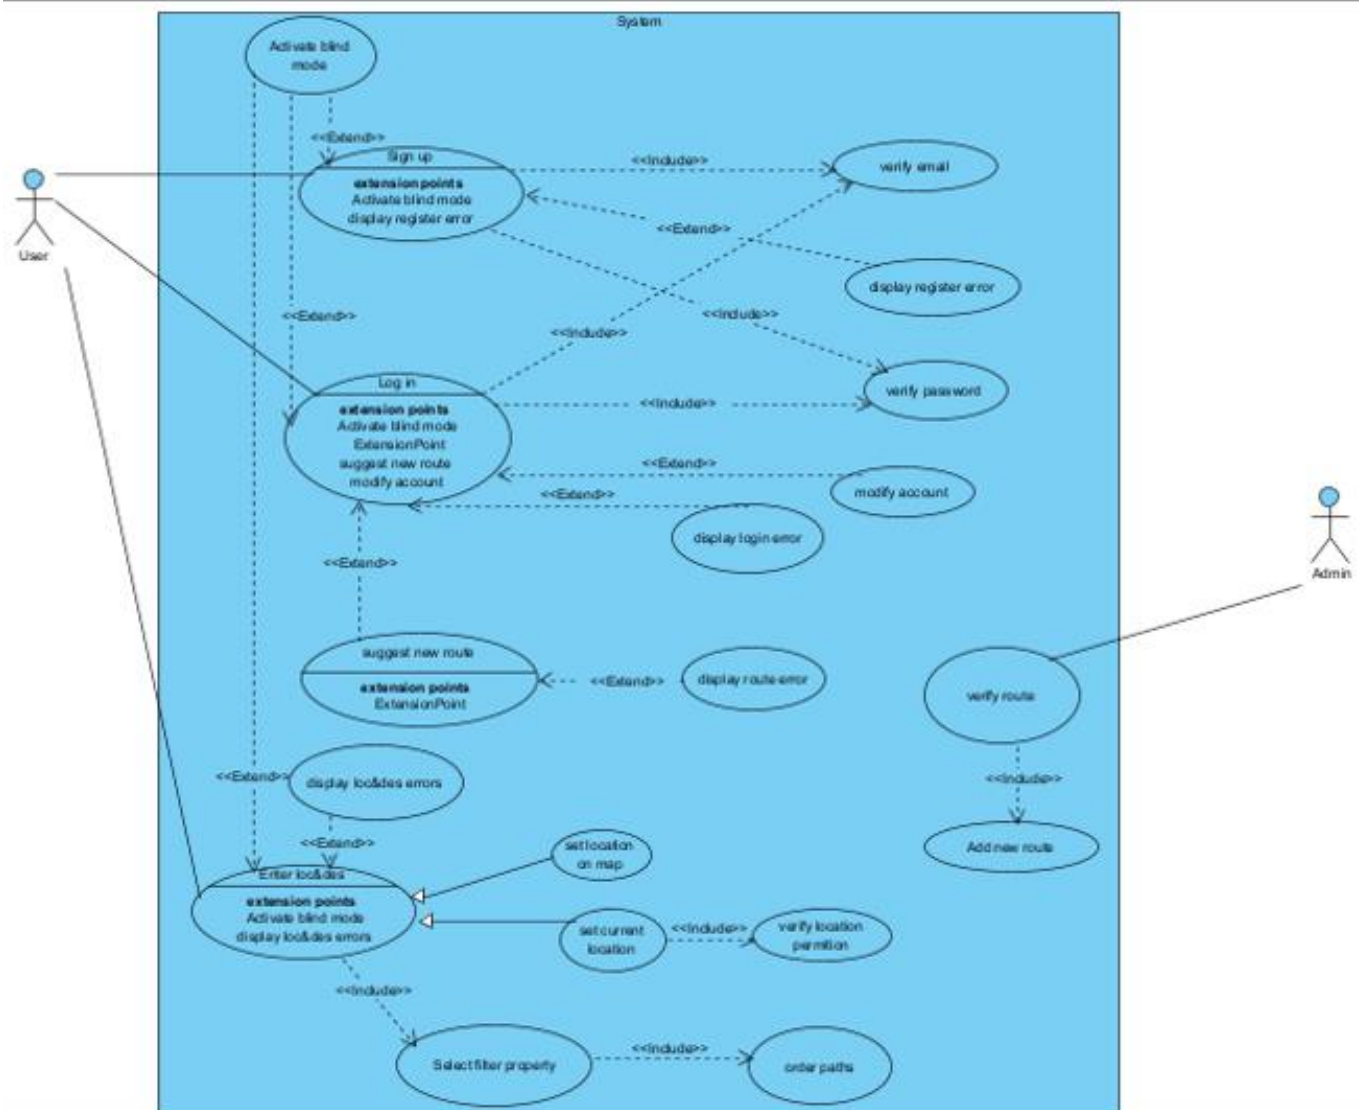 System
Activate blind
mode
<<Extend>>
Sign up
extension points
Activate blind mode
display register error
<<Include>>
verify email
User
<<Extend>>
display register error
<<Extend>>
<<Include>>
<<Include>>
Log in
extension points
Activate blind mode
ExtensionPoint
suggest new route
modify account
<<Include>>
verify password
<<Extend>>
modify account
<<Extend>>
display login error
Admin
<<Extend>>
suggest new route
extension points
ExtensionPoint
<<Extend>>
display route error
verify route
<<Extend>>
display loc&des errors
<<Include>>
<<Extend>>
set location
on map
Add new route
Enter loc&des
extension points
Activate blind mode
display loc&des errors
set current
location
<<Include>>
verify location
permition
<<Include>>
Select filter property
<<Include>>
order paths